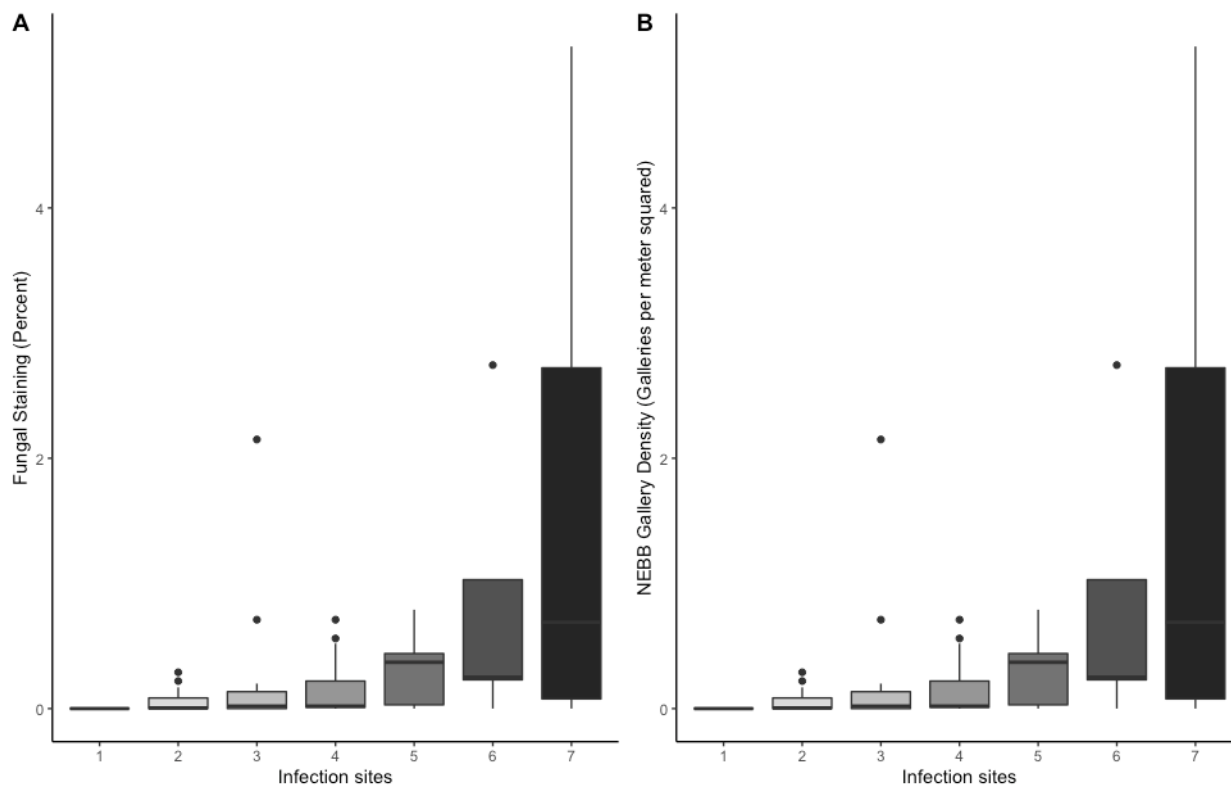 A
B
Fungal Staining (Percent)
4
2
0
1 2 3 4 5 6 7
Infection sites
NEBB Gallery Density (Galleries per meter squared)
4
2
0
1 2 3 4 5 6 7
Infection sites